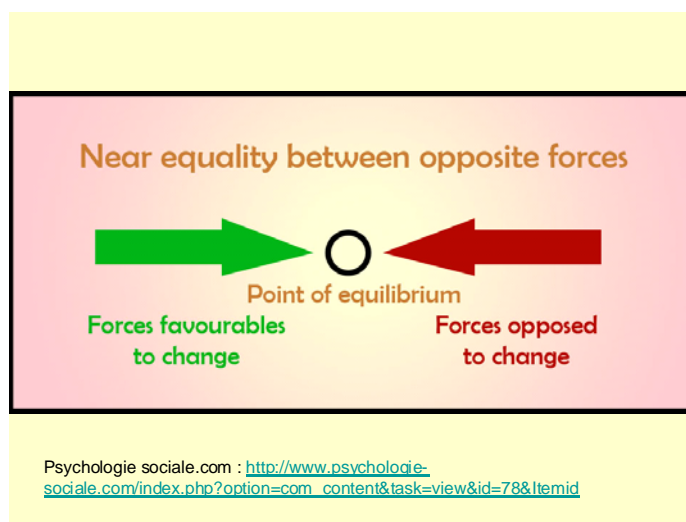 Near equality between opposite forces
Point of equilibrium
Forces favourables
to change
Forces opposed
to change
Psychologie sociale.com : http://www.psychologie-
sociale.com/index.php?option=com_content&task=view&id=78&Itemid